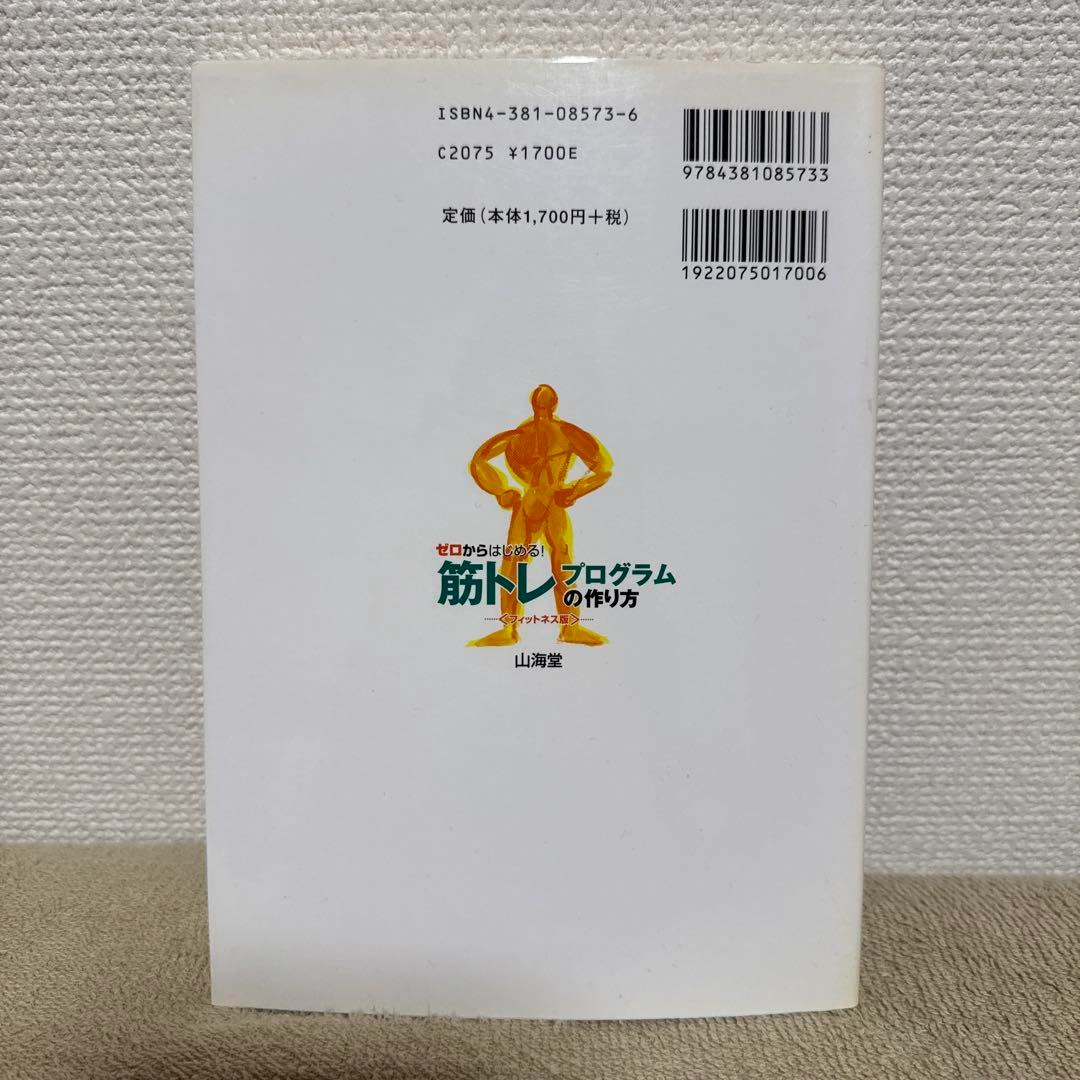 ISBN4-381-08573-6
C2075 ¥1700E
定価(本体1,700円+税)
9784381085733
1922075017006
ゼロからはじめる!
筋トレプログラムの作り方
<フィットネス版>
山海堂